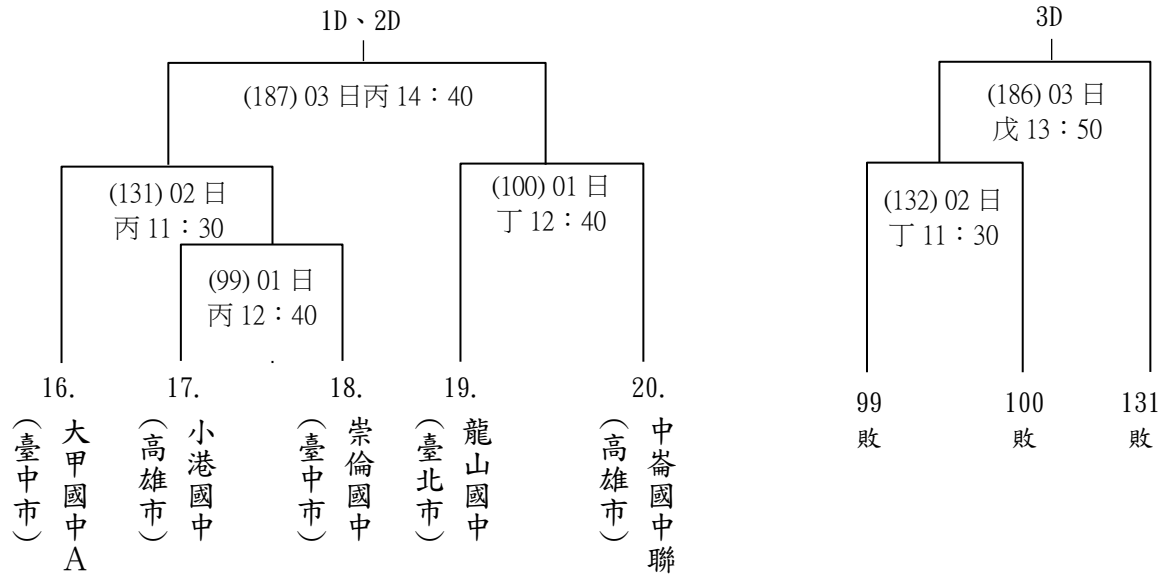 1D、2D
(187) 03 日丙 14：40
(131) 02 日
丙 11：30
(100) 01 日
丁 12：40
(99) 01 日
丙 12：40
16.
大甲國中A
(臺中市)
17.
小港國中
(高雄市)
18.
崇倫國中
(臺中市)
19.
龍山國中
(臺北市)
20.
中崙國中聯
(高雄市)
3D
(186) 03 日
戊 13：50
(132) 02 日
丁 11：30
99
敗
100
敗
131
敗